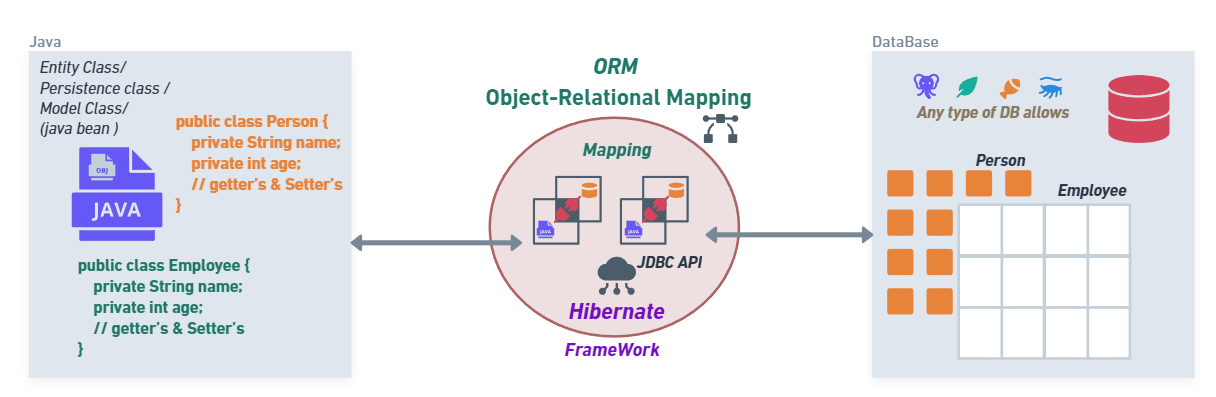 Java
Entity Class/
Persistence class /
Model Class/
(java bean )
public class Person {
private String name;
private int age;
// getter's & Setter's
}
OBJ
JAVA
public class Employee {
private String name;
private int age;
// getter's & Setter's
}
ORM
Object-Relational Mapping
Mapping
JAVA
JAVA
JDBC API
Hibernate
FrameWork
DataBase
Any type of DB allows
Person
Employee